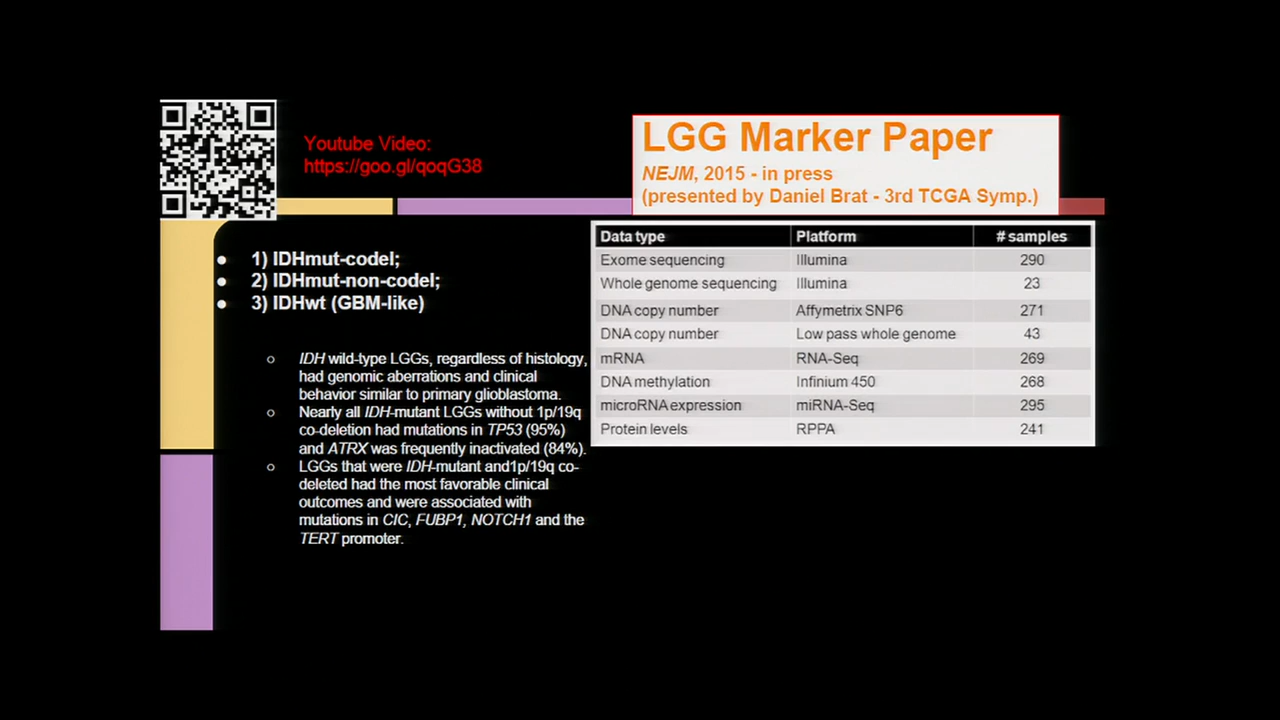 Youtube Video:
https://goo.gl/qoqG38
LGG Marker Paper
NEJM, 2015 - in press
(presented by Daniel Brat - 3rd TCGA Symp.)
● 1) IDHmut-codel;
● 2) IDHmut-non-codel;
● 3) IDHwt (GBM-like)
○ IDH wild-type LGGs, regardless of histology,
had genomic aberrations and clinical
behavior similar to primary glioblastoma.
○ Nearly all IDH-mutant LGGs without 1p/19q
co-deletion had mutations in TP53 (95%)
and ATRX was frequently inactivated (84%).
○ LGGs that were IDH-mutant and1p/19q co-
deleted had the most favorable clinical
outcomes and were associated with
mutations in CIC, FUBP1, NOTCH1 and the
TERT promoter.
Data type Platform # samples
Exome sequencing Illumina 290
Whole genome sequencing Illumina 23
DNA copy number Affymetrix SNP6 271
DNA copy number Low pass whole genome 43
mRNA RNA-Seq 269
DNA methylation Infinium 450 268
microRNA expression miRNA-Seq 295
Protein levels RPPA 241